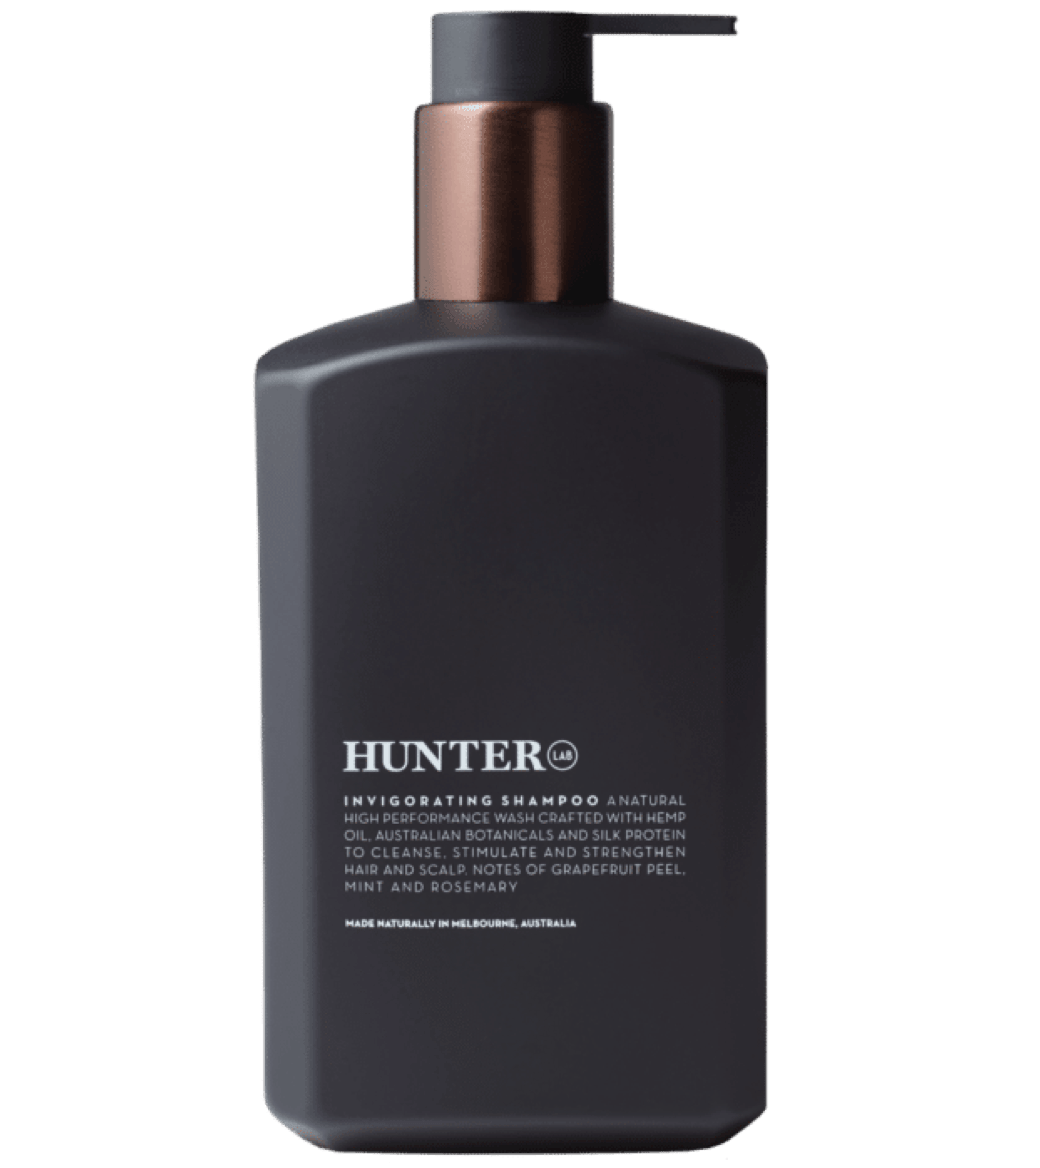 HUNTER LAB
INVIGORATING SHAMPOO A NATURAL
HIGH PERFORMANCE WASH CRAFTED WITH HEMP
OIL, AUSTRALIAN BOTANICALS AND SILK PROTEIN
TO CLEANSE, STIMULATE AND STRENGTHEN
HAIR AND SCALP. NOTES OF GRAPEFRUIT PEEL,
MINT AND ROSEMARY
MADE NATURALLY IN MELBOURNE, AUSTRALIA